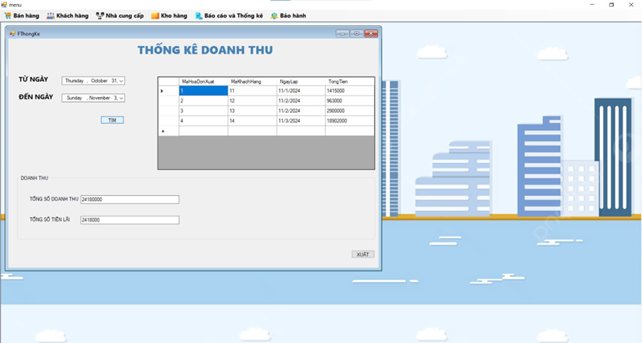 menu
Bán hàng Khách hàng Nhà cung cấp Kho hàng Báo cáo và Thống kê Bảo hành
FThongKe
THỐNG KÊ DOANH THU
TỪ NGÀY Thursday , October 31,
ĐẾN NGÀY Sunday , November 3,
TÌM
MaHoaDonXuat MaKhachHang NgayLap TongTien
1 11 11/1/2024 1415000
2 12 11/2/2024 963000
3 13 11/2/2024 2900000
4 14 11/3/2024 18902000
DOANH THU
TỔNG SỐ DOANH THU 24180000
TỔNG SỐ TIỀN LÃI 2418000
XUẤT